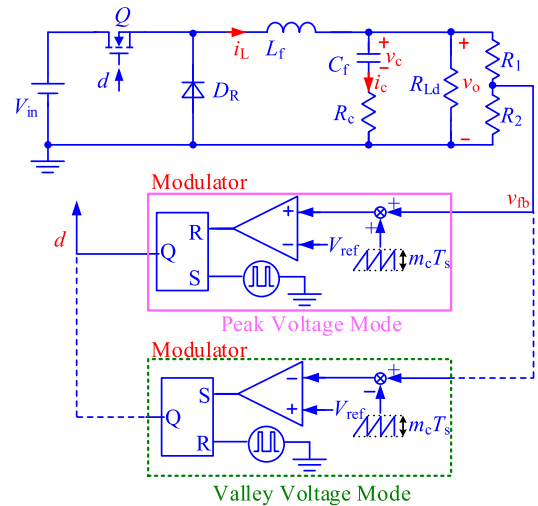 Q
i_L
L_f
C_f
+
v_c
−
i_c
+
R_1
d
D_R
R_Ld
v_o
V_in
R_c
−
R_2
Modulator
v_fb
d
Q
R
S
+
−
V_ref
+
+
m_cT_s
Peak Voltage Mode
Modulator
Q
S
R
−
+
V_ref
+
−
m_cT_s
Valley Voltage Mode